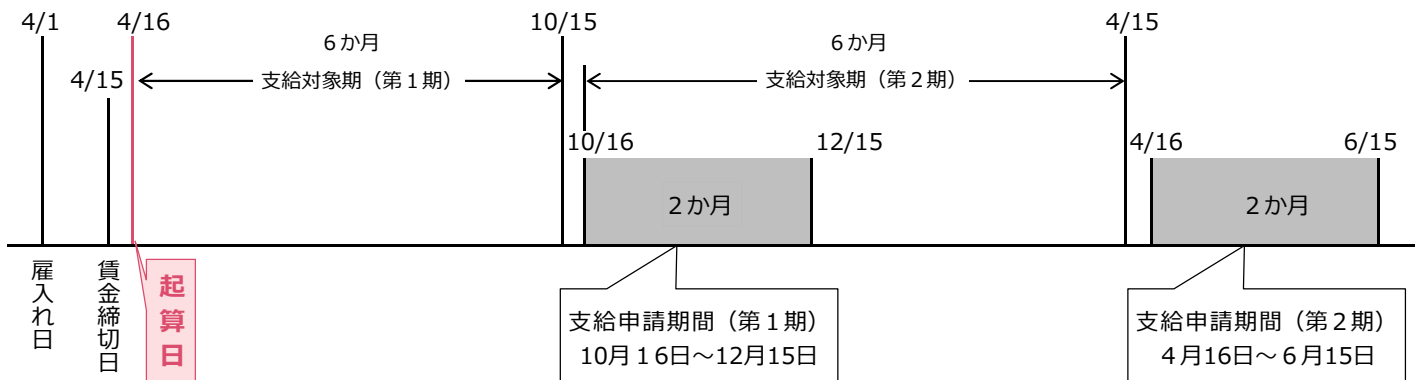 4/1
4/16
10/15
4/15
6か月
6か月
4/15
支給対象期（第１期）
支給対象期（第２期）
10/16
12/15
4/16
6/15
２か月
２か月
雇入れ日
賃金締切日
起算日
支給申請期間（第１期）
10月１6日～12月15日
支給申請期間（第２期）
４月16日～６月15日